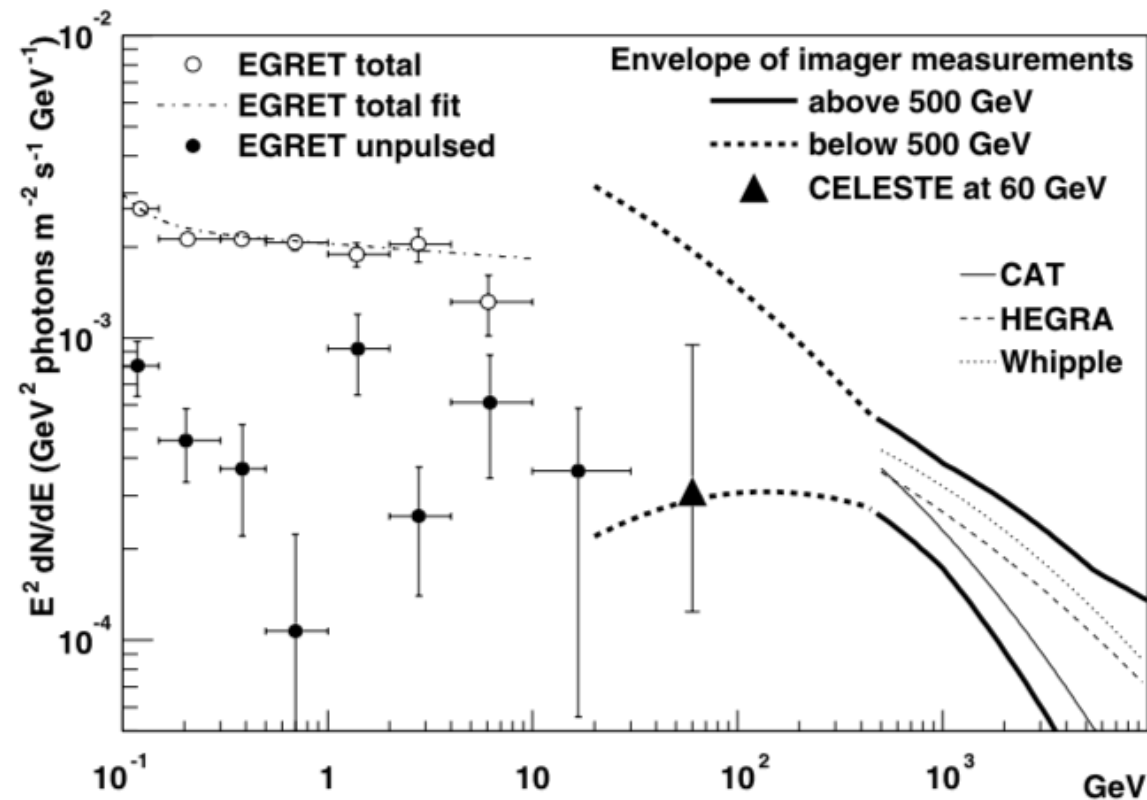 EGRET total
EGRET total fit
EGRET unpulsed
Envelope of imager measurements
above 500 GeV
below 500 GeV
CELESTE at 60 GeV
CAT
HEGRA
Whipple
E² dN/dE (GeV² photons m⁻² s⁻¹ GeV⁻¹)
10⁻²
10⁻³
10⁻⁴
10⁻¹ 1 10 10² 10³ GeV